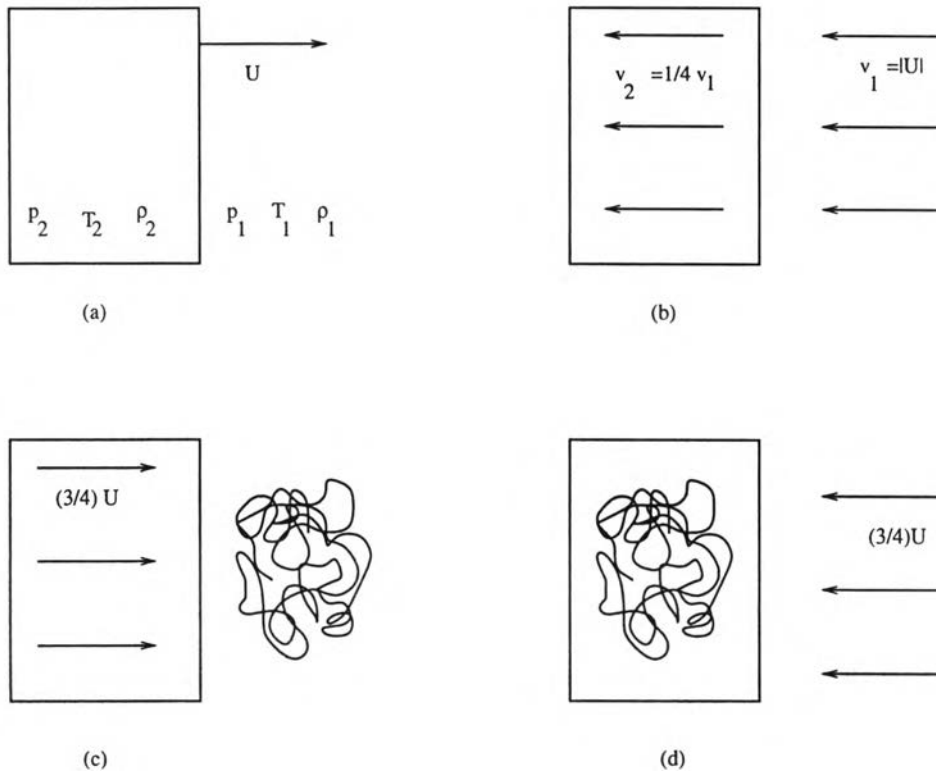 U
p₂ T₂ ρ₂ p₁ T₁ ρ₁
(a)
v₂ =1/4 v₁ v₁ =|U|
(b)
(3/4) U
(c)
(3/4)U
(d)